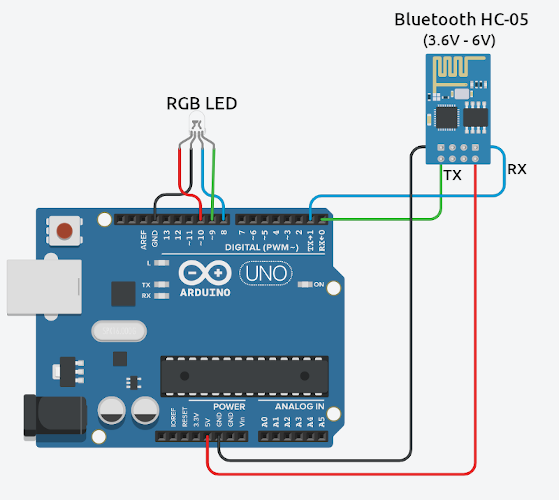 Bluetooth HC-05
(3.6V - 6V)
RGB LED
TX
RX
AREF
GND
13
12
~11
~10
~9
8
7
~6
~5
4
~3
2
TX→1
RX←0
DIGITAL (PWM~)
L
TX
RX
ARDUINO
UNO
ON
POWER
ANALOG IN
IOREF
RESET
3.3V
5V
GND
GND
Vin
A0
A1
A2
A3
A4
A5